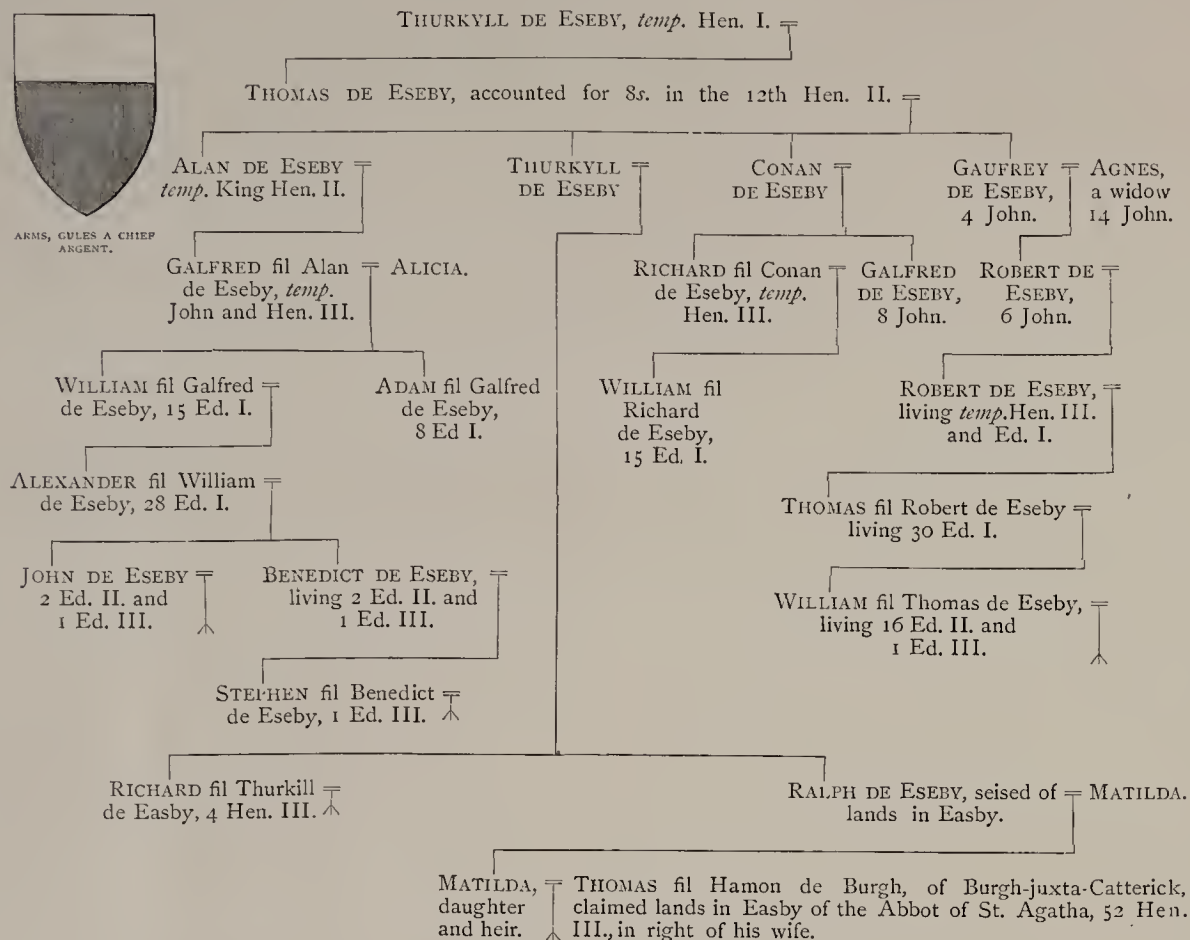 THURKYLL DE ESEBY, temp. Hen. I.
THOMAS DE ESEBY, accounted for 8s. in the 12th Hen. II.
ARMS, GULES A CHIEF
ARGENT.
ALAN DE ESEBY
temp. King Hen. II.
THURKYLL
DE ESEBY
CONAN
DE ESEBY
GAUFREY
DE ESEBY,
4 John.
AGNES,
a widow
14 John.
GALFRED fil Alan
de Eseby, temp.
John and Hen. III.
ALICIA.
RICHARD fil Conan
de Eseby, temp.
Hen. III.
GALFRED
DE ESEBY,
8 John.
ROBERT DE
ESEBY,
6 John.
WILLIAM fil Galfred
de Eseby, 15 Ed. I.
ADAM fil Galfred
de Eseby,
8 Ed I.
WILLIAM fil
Richard
de Eseby,
15 Ed. I.
ROBERT DE ESEBY,
living temp. Hen. III.
and Ed. I.
ALEXANDER fil William
de Eseby, 28 Ed. I.
THOMAS fil Robert de Eseby
living 30 Ed. I.
JOHN DE ESEBY
2 Ed. II. and
1 Ed. III.
BENEDICT DE ESEBY,
living 2 Ed. II. and
1 Ed. III.
WILLIAM fil Thomas de Eseby,
living 16 Ed. II. and
1 Ed. III.
STEPHEN fil Benedict
de Eseby, 1 Ed. III.
RICHARD fil Thurkill
de Easby, 4 Hen. III.
RALPH DE ESEBY, seised of
lands in Easby.
MATILDA.
MATILDA,
daughter
and heir.
THOMAS fil Hamon de Burgh, of Burgh-juxta-Catterick,
claimed lands in Easby of the Abbot of St. Agatha, 52 Hen.
III., in right of his wife.